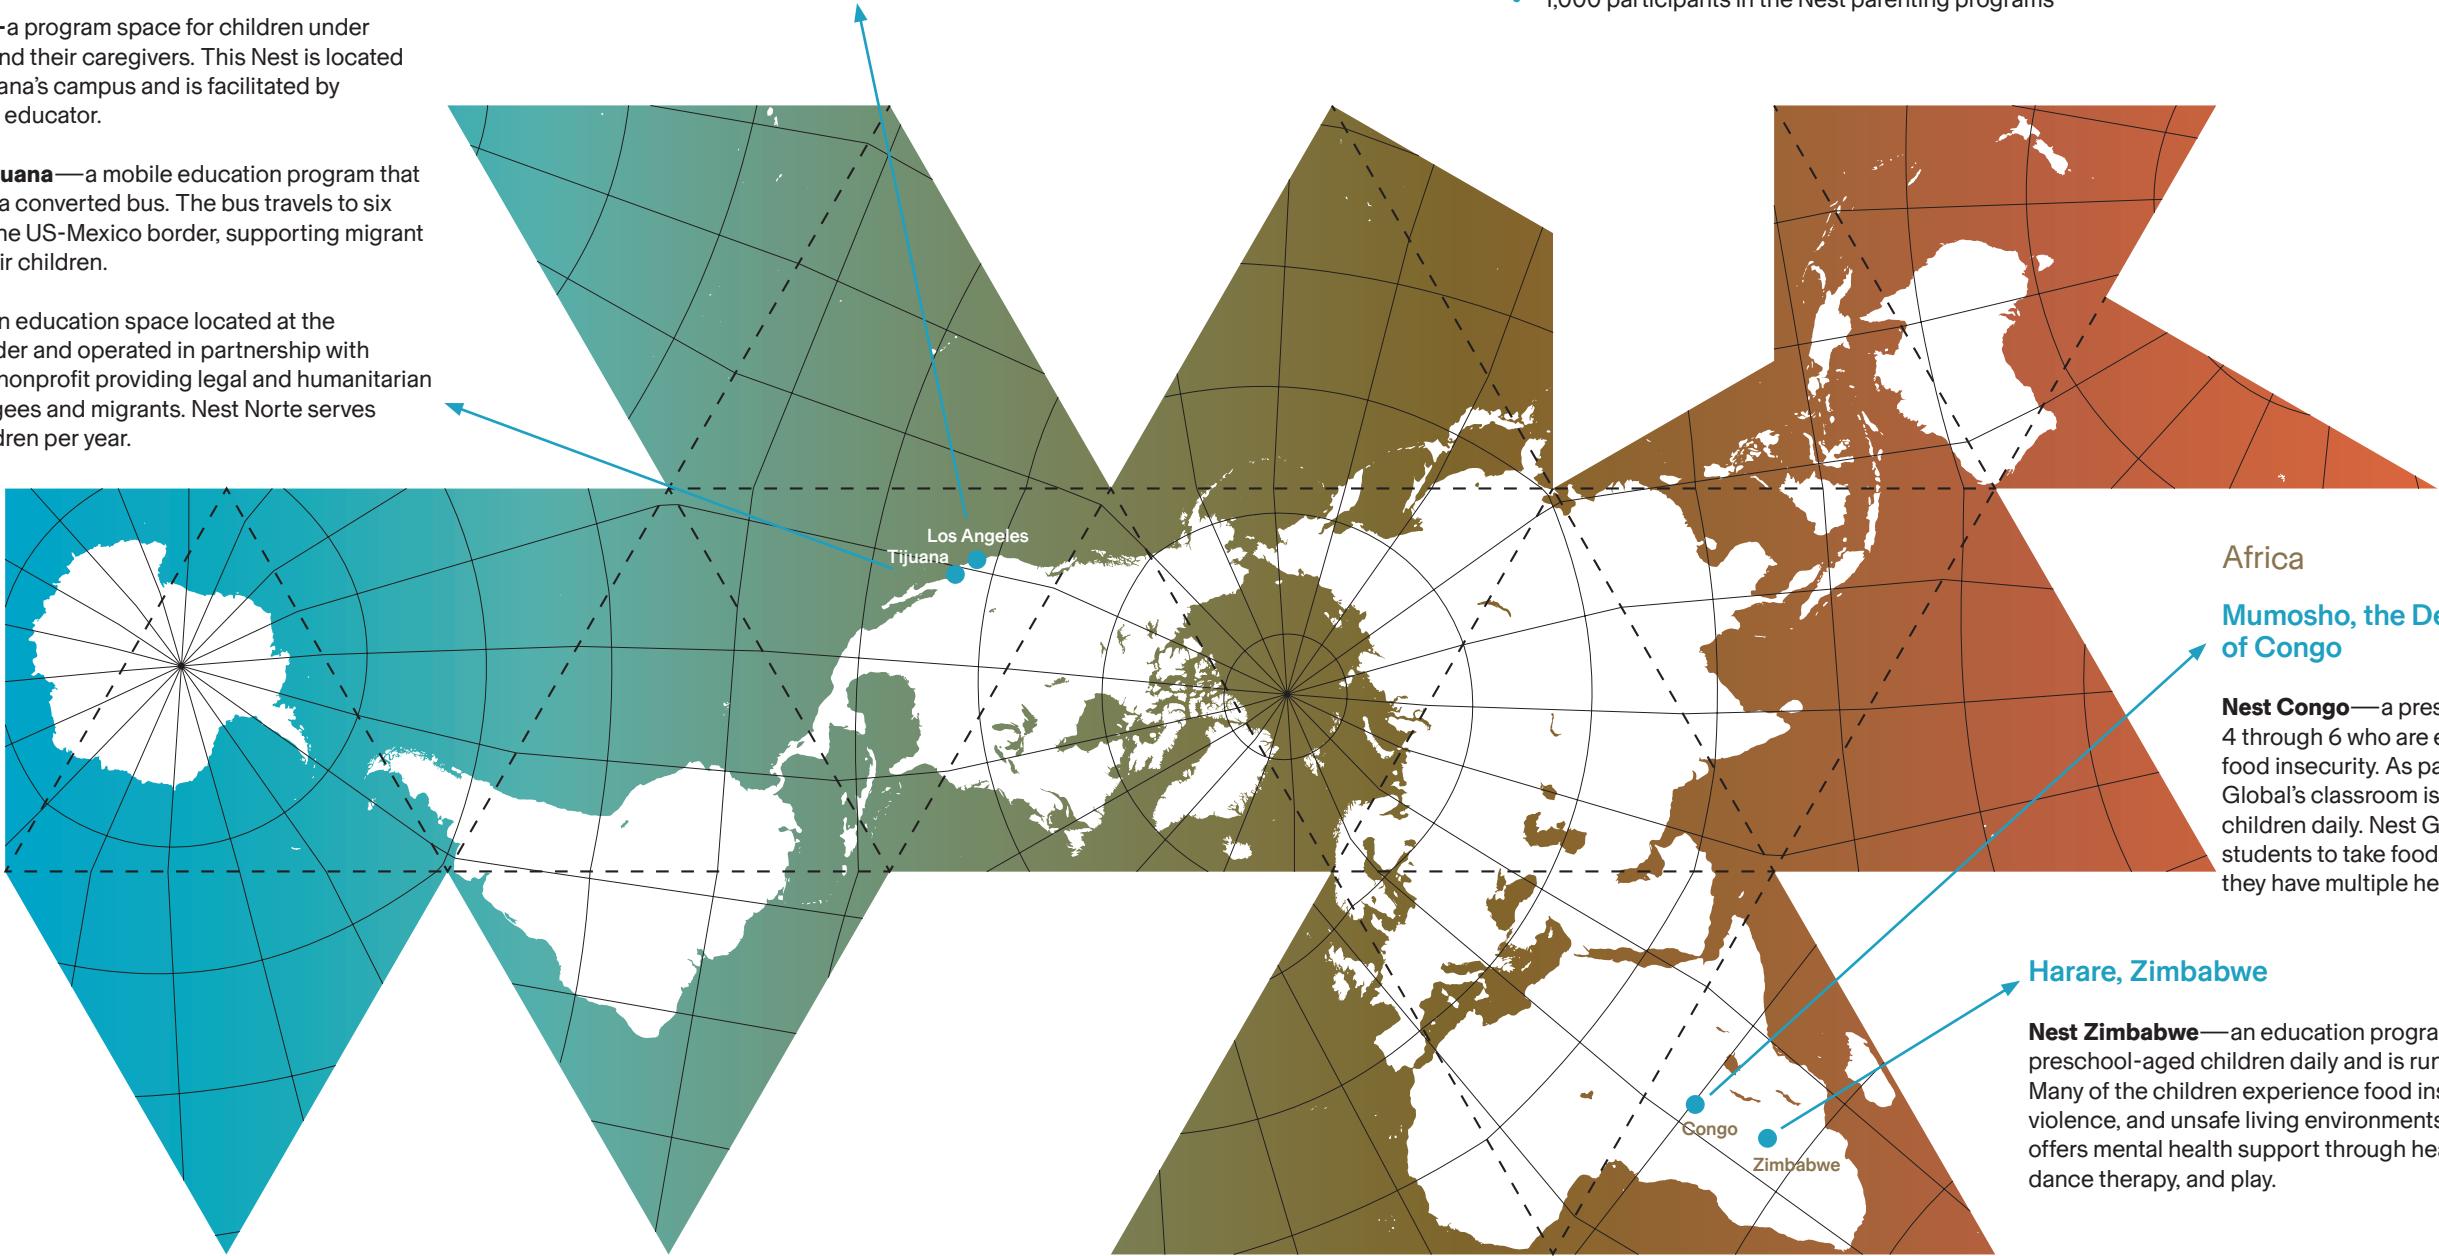 1,000 participants in the Nest parenting programs
—a program space for children under
nd their caregivers. This Nest is located
ana’s campus and is facilitated by
educator.
uana—a mobile education program that
a converted bus. The bus travels to six
he US-Mexico border, supporting migrant
ir children.
n education space located at the
der and operated in partnership with
nonprofit providing legal and humanitarian
gees and migrants. Nest Norte serves
dren per year.
Los Angeles
Tijuana
Africa
Mumosho, the De
of Congo
Nest Congo—a pres
4 through 6 who are e
food insecurity. As pa
Global’s classroom is
children daily. Nest G
students to take food
they have multiple he
Harare, Zimbabwe
Nest Zimbabwe—an education progra
preschool-aged children daily and is run
Many of the children experience food ins
violence, and unsafe living environments
offers mental health support through hea
dance therapy, and play.
Congo
Zimbabwe